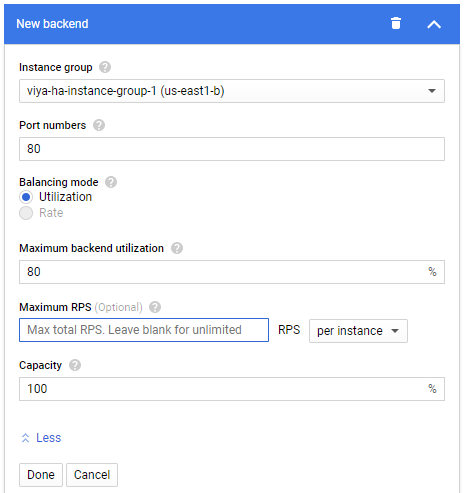 New backend
Instance group
viya-ha-instance-group-1 (us-east1-b)
Port numbers
80
Balancing mode
Utilization
Rate
Maximum backend utilization
80 %
Maximum RPS (Optional)
Max total RPS. Leave blank for unlimited RPS per instance
Capacity
100 %
Less
Done Cancel